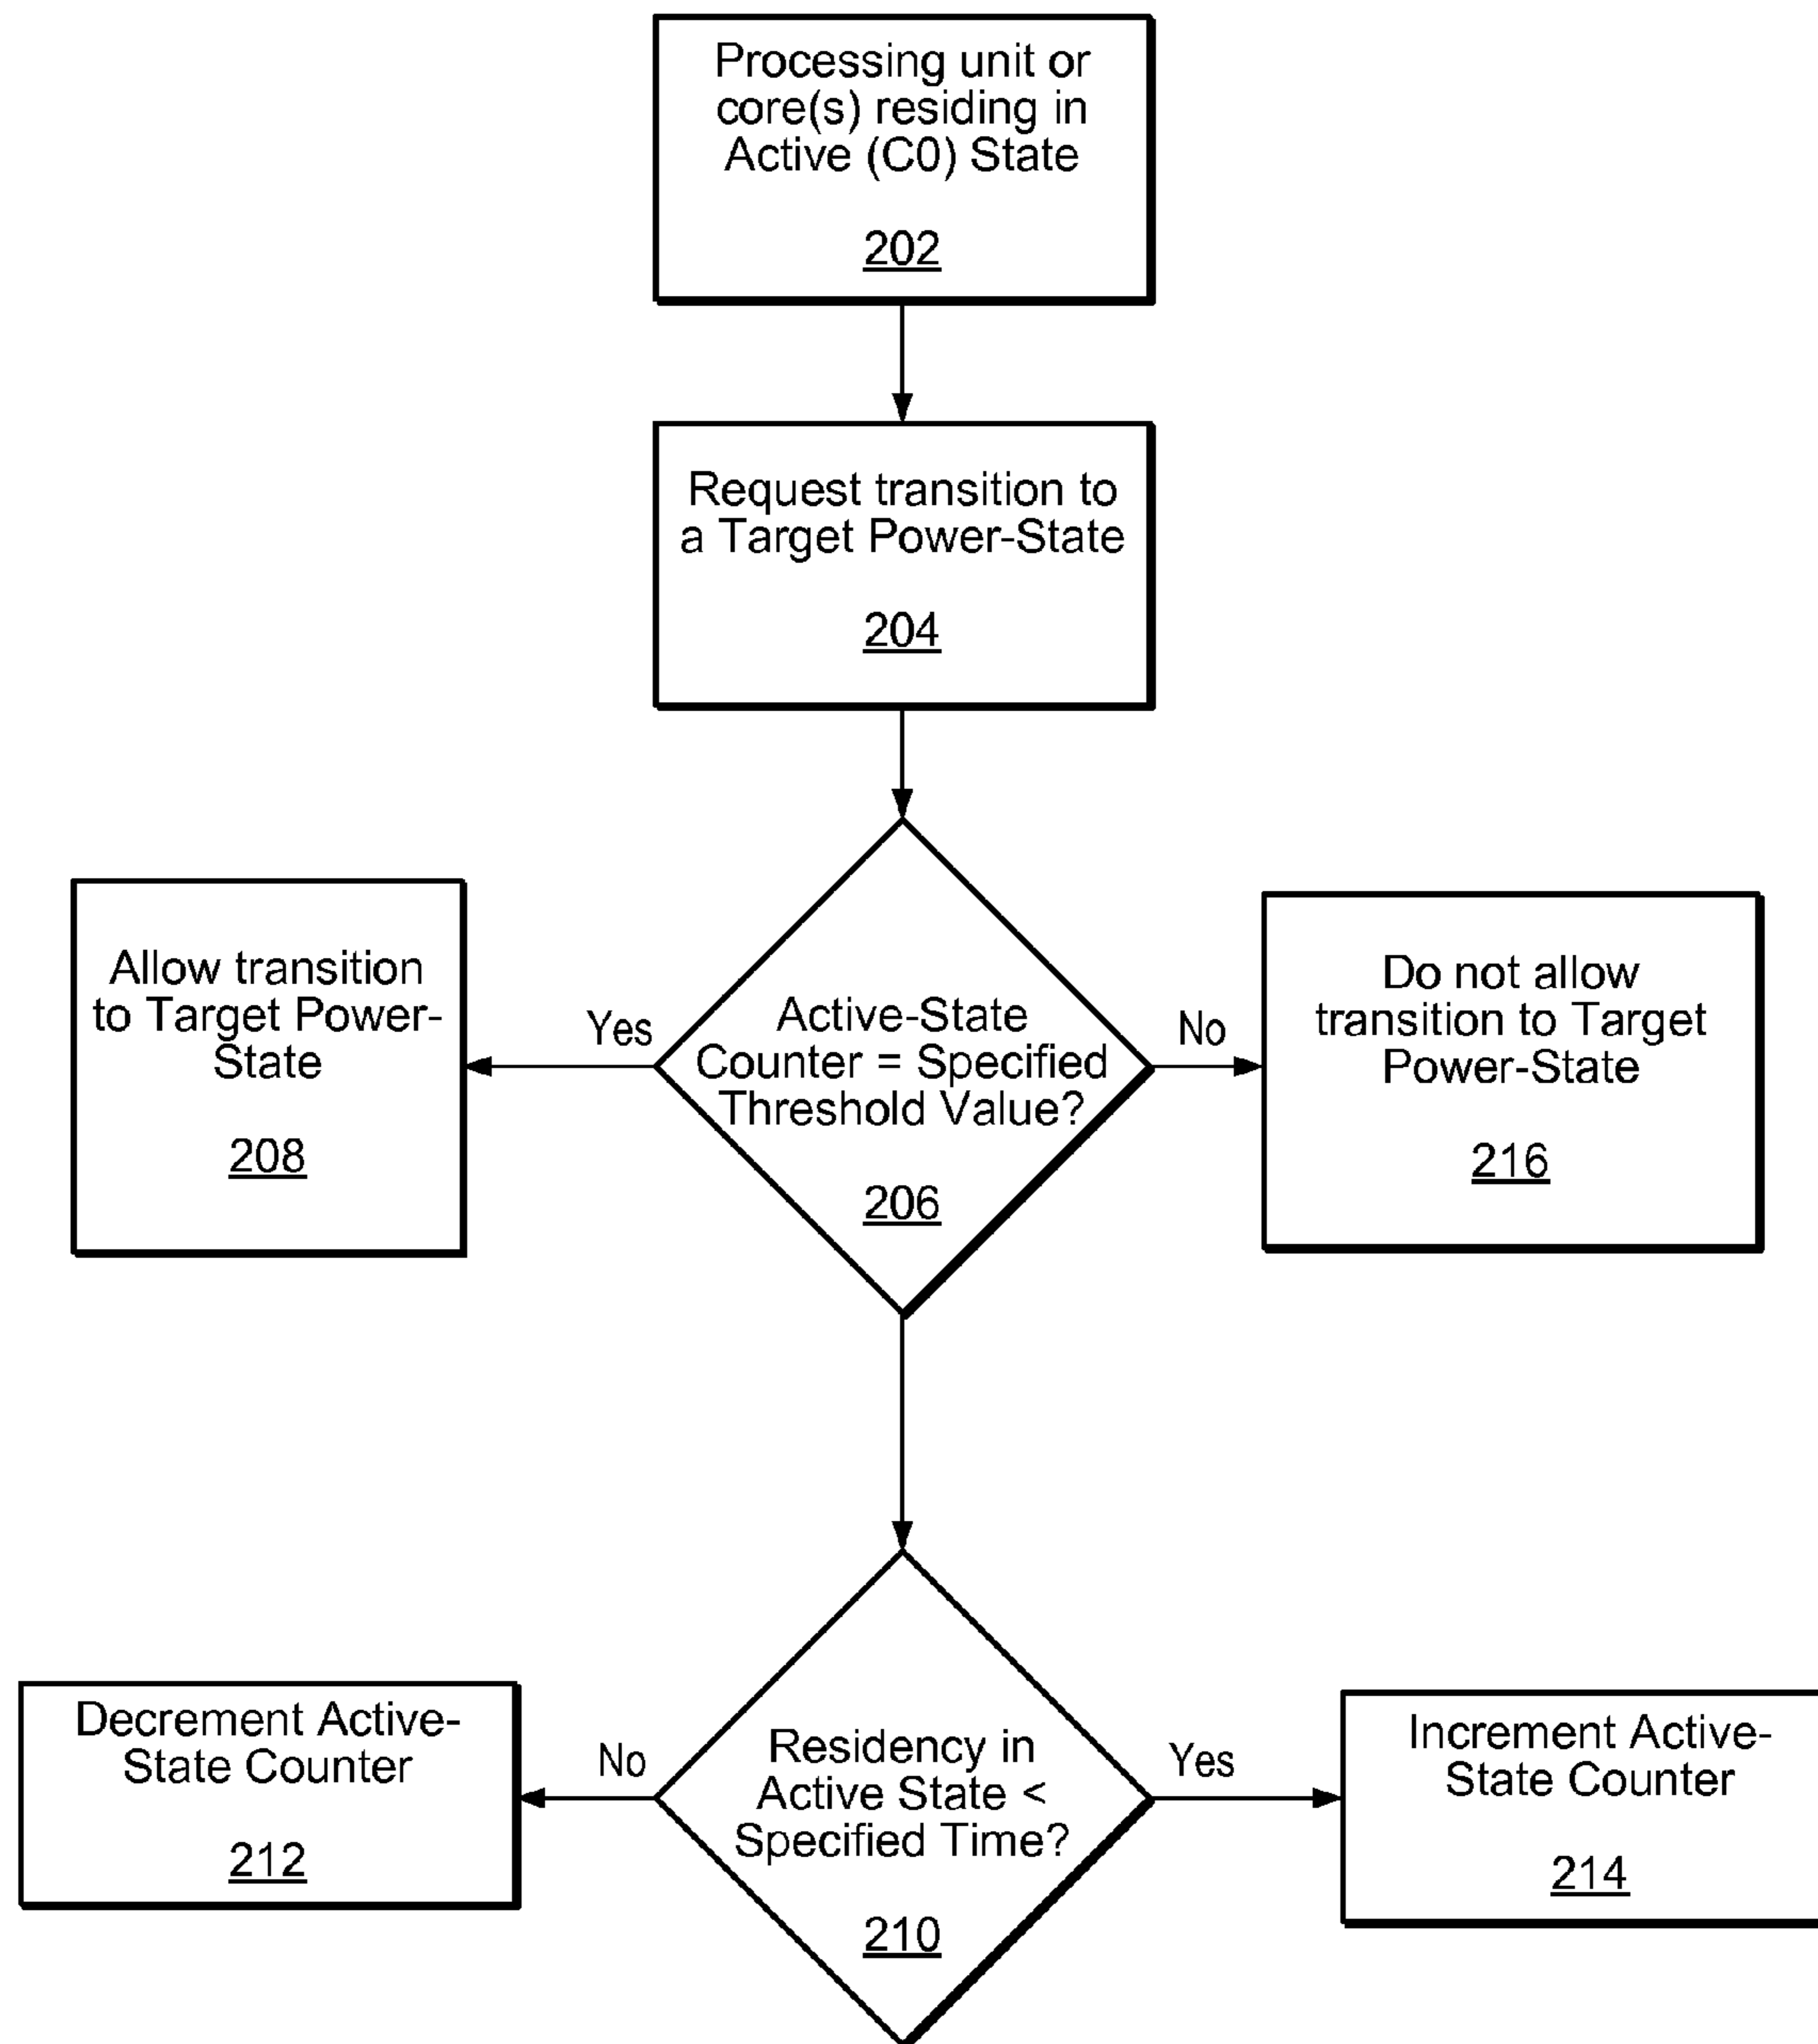 Processing unit or
core(s) residing in
Active (C0) State
202
Request transition to
a Target Power-State
204
Allow transition
to Target Power-
State
208
Yes
Active-State
Counter = Specified
Threshold Value?
206
No
Do not allow
transition to Target
Power-State
216
Decrement Active-
State Counter
212
No
Residency in
Active State <
Specified Time?
210
Yes
Increment Active-
State Counter
214